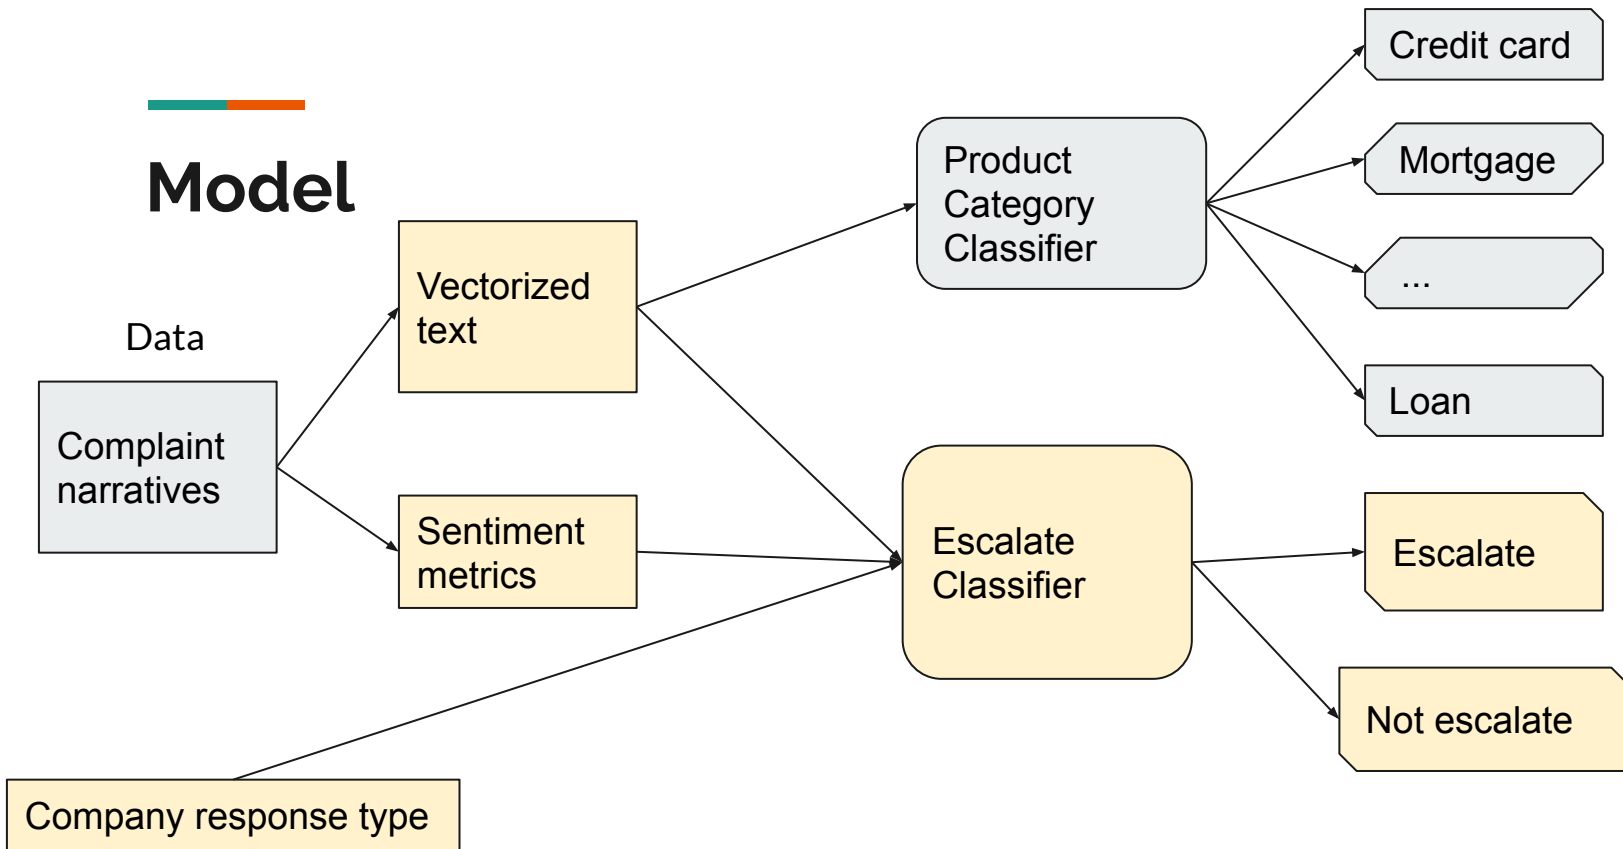 Model
Data
Complaint
narratives
Vectorized
text
Sentiment
metrics
Company response type
Product
Category
Classifier
Escalate
Classifier
Credit card
Mortgage
...
Loan
Escalate
Not escalate